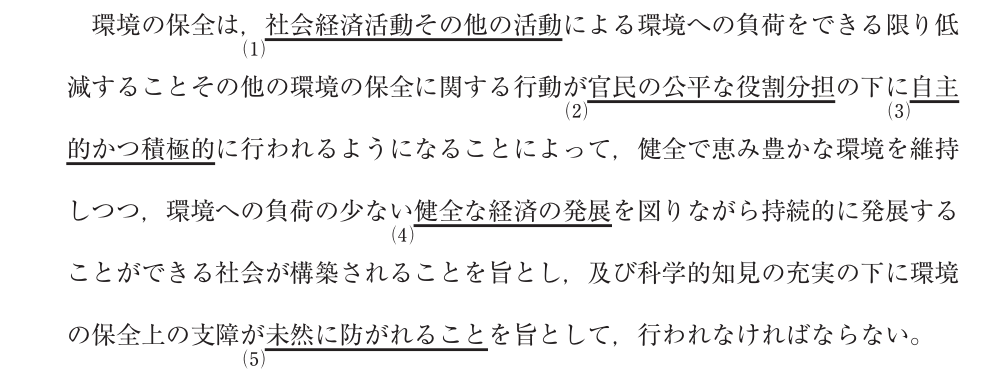 環境の保全は，社会経済活動その他の活動による環境への負荷をできる限り低
(1)
減することその他の環境の保全に関する行動が官民の公平な役割分担の下に自主
(2) (3)
的かつ積極的に行われるようになることによって，健全で恵み豊かな環境を維持
しつつ，環境への負荷の少ない健全な経済の発展を図りながら持続的に発展する
(4)
ことができる社会が構築されることを旨とし，及び科学的知見の充実の下に環境
の保全上の支障が未然に防がれることを旨として，行われなければならない。
(5)